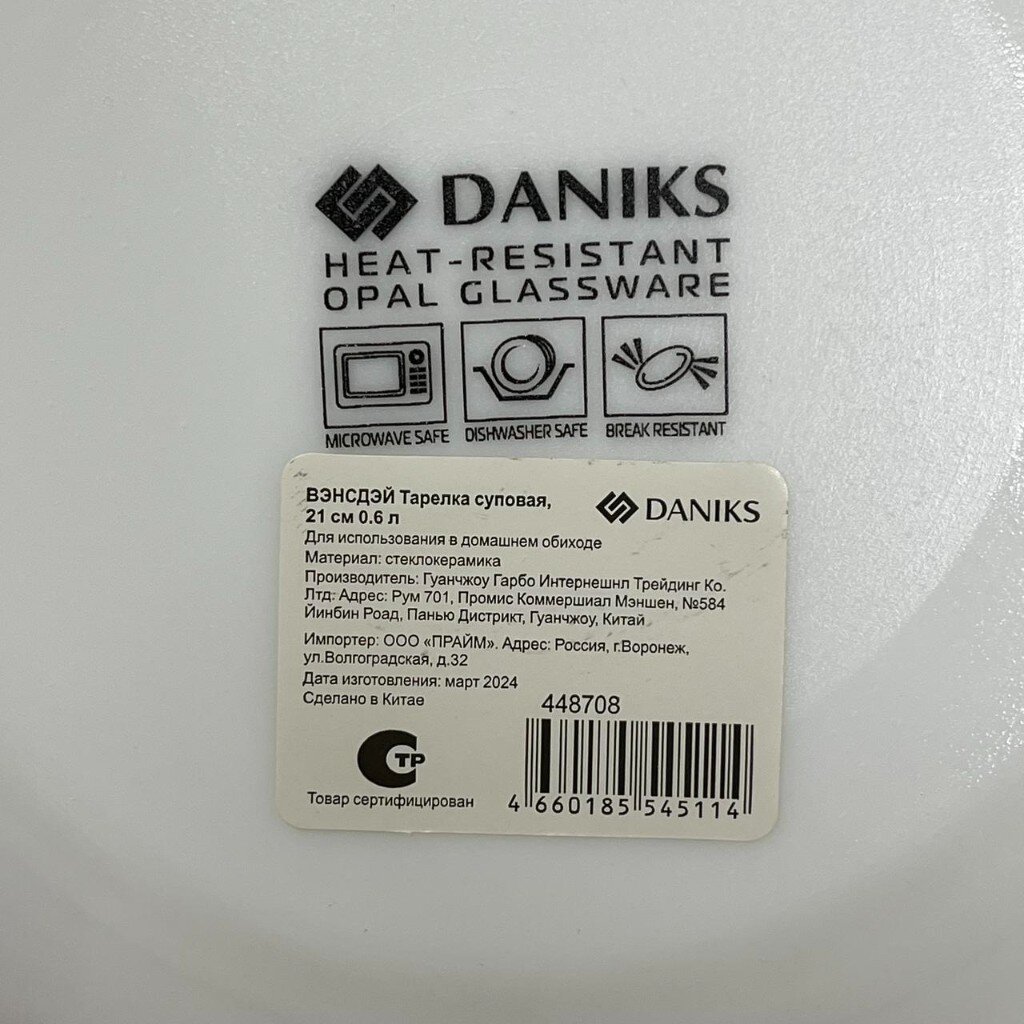 DANIKS
HEAT-RESISTANT
OPAL GLASSWARE
MICROWAVE SAFE DISHWASHER SAFE BREAK RESISTANT
ВЭНСДЭЙ Тарелка суповая,
21 см 0.6 л
DANIKS
Для использования в домашнем обиходе
Материал: стеклокерамика
Производитель: Гуанчжоу Гарбо Интернешнл Трейдинг Ко.
Лтд: Адрес: Рум 701, Промис Коммершиал Мэншен, №584
Йинбин Роад, Панью Дистрикт, Гуанчжоу, Китай
Импортер: ООО «ПРАЙМ». Адрес: Россия, г.Воронеж,
ул.Волгоградская, д.32
Дата изготовления: март 2024
Сделано в Китае
448708
СТР
Товар сертифицирован
4 660185 545114